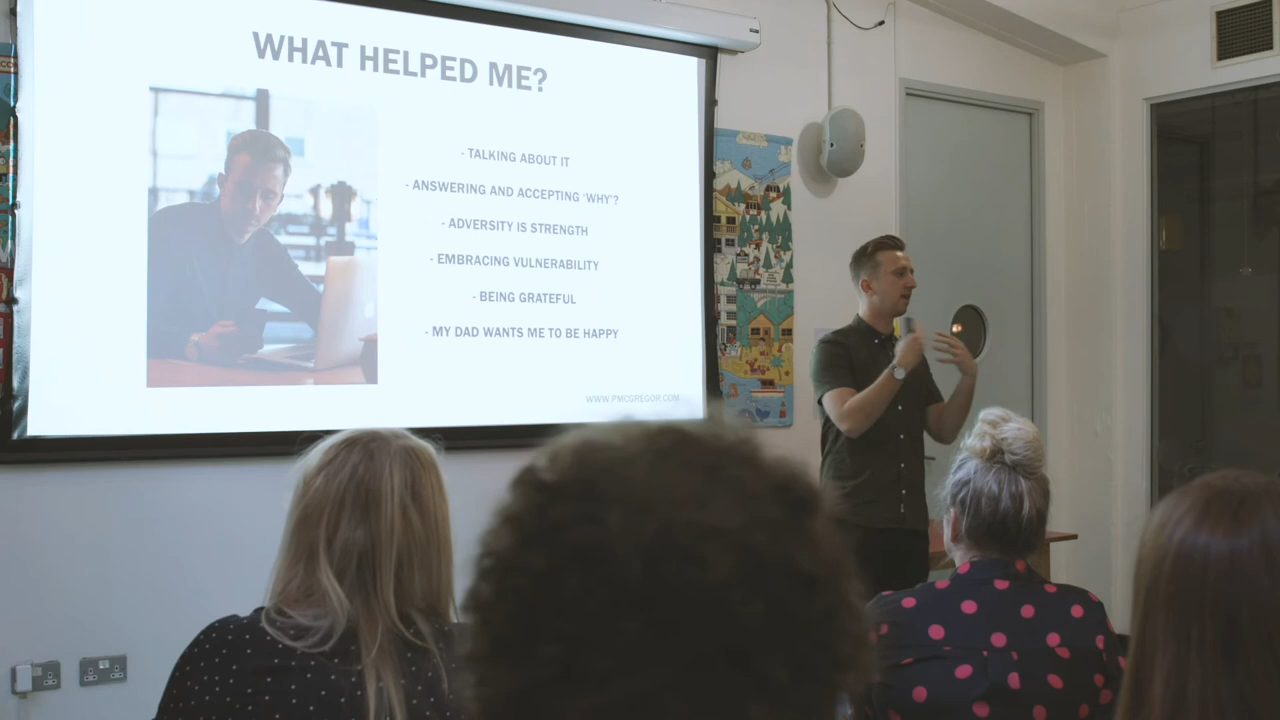 WHAT HELPED ME?
- TALKING ABOUT IT
- ANSWERING AND ACCEPTING 'WHY'?
- ADVERSITY IS STRENGTH
- EMBRACING VULNERABILITY
- BEING GRATEFUL
- MY DAD WANTS ME TO BE HAPPY
WWW.PMCGREGOR.COM